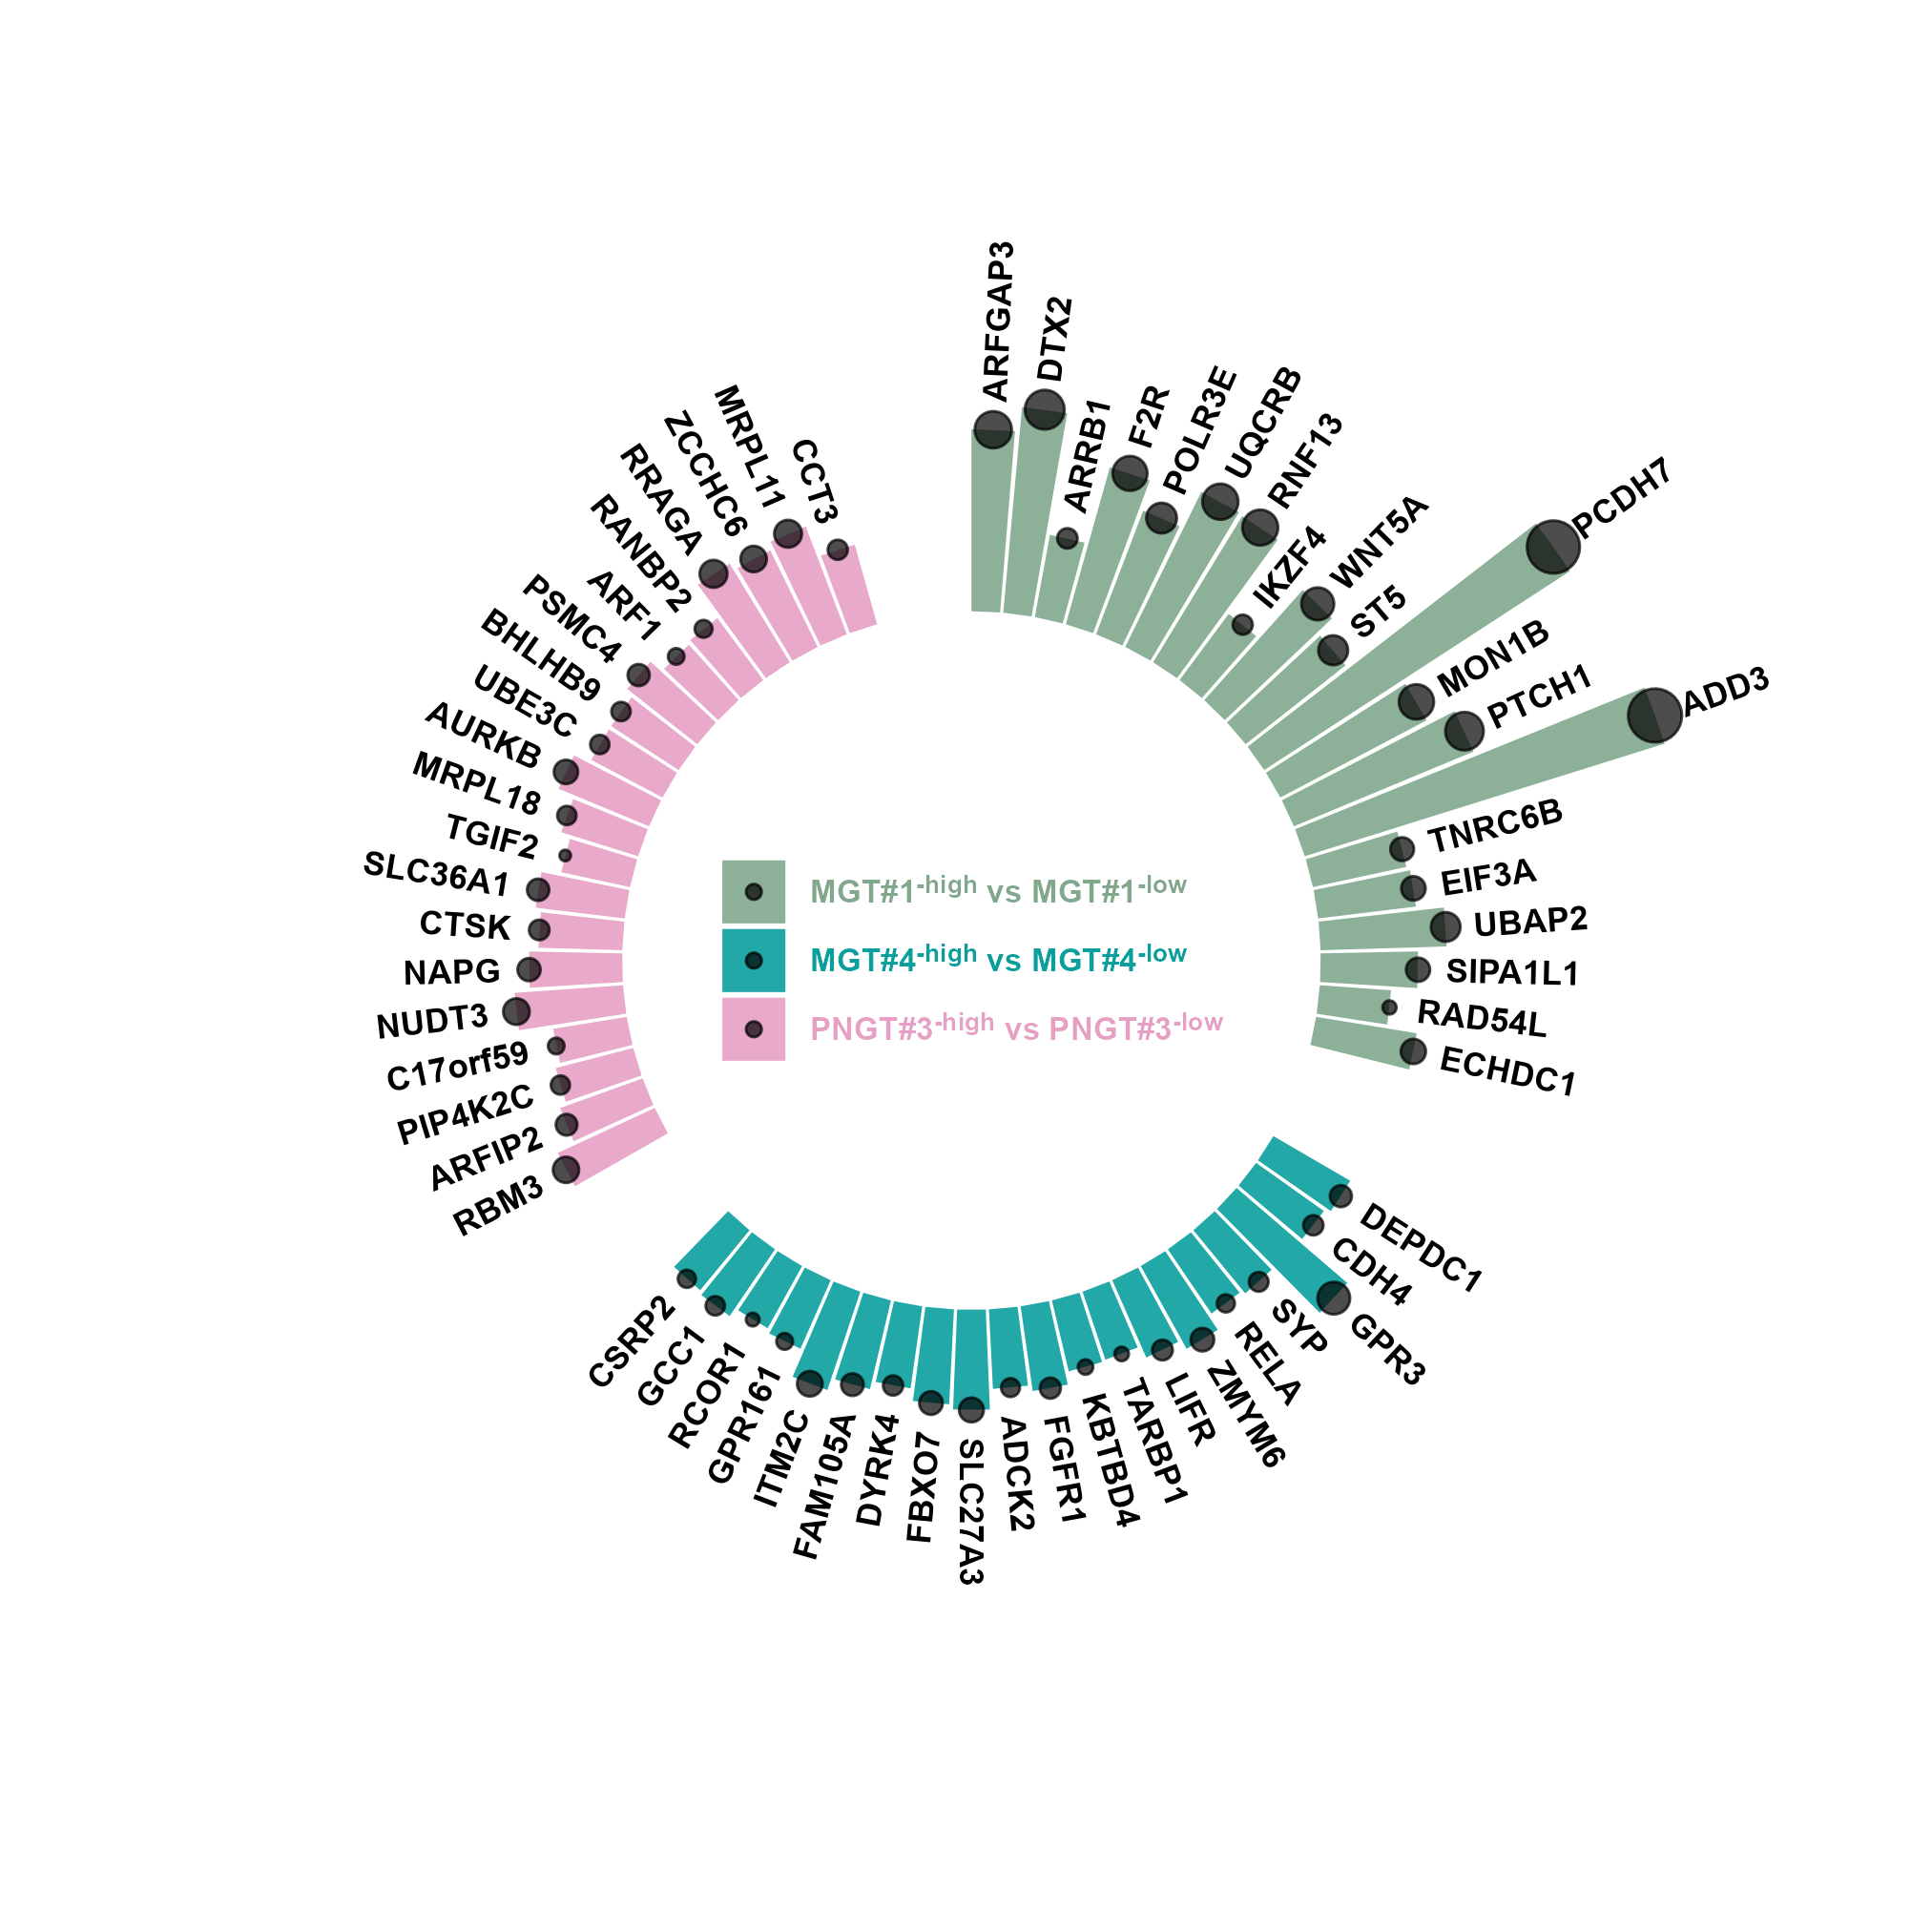 ARFGAP3
DTX2
ARRB1
F2R
POLR3E
UQCRB
RNF13
IKZF4
WNT5A
ST5
PCDH7
MON1B
PTCH1
ADD3
TNRC6B
EIF3A
UBAP2
SIPA1L1
RAD54L
ECHDC1
DEPDC1
CDH4
GPR3
SYP
RELA
ZMYM6
LIFR
TARBP1
KBTBD4
FGFR1
ADCK2
SLC27A3
FBXO7
DYRK4
FAM105A
ITM2C
GPR161
RCOR1
GCC1
CSRP2
RBM3
ARFIP2
PIP4K2C
C17orf59
NUDT3
NAPG
CTSK
SLC36A1
TGIF2
MRPL18
AURKB
UBE3C
BHLHB9
PSMC4
ARF1
RANBP2
RRAGA
ZCCHC6
MRPL11
CCT3
MGT#1-high vs MGT#1-low
MGT#4-high vs MGT#4-low
PNGT#3-high vs PNGT#3-low